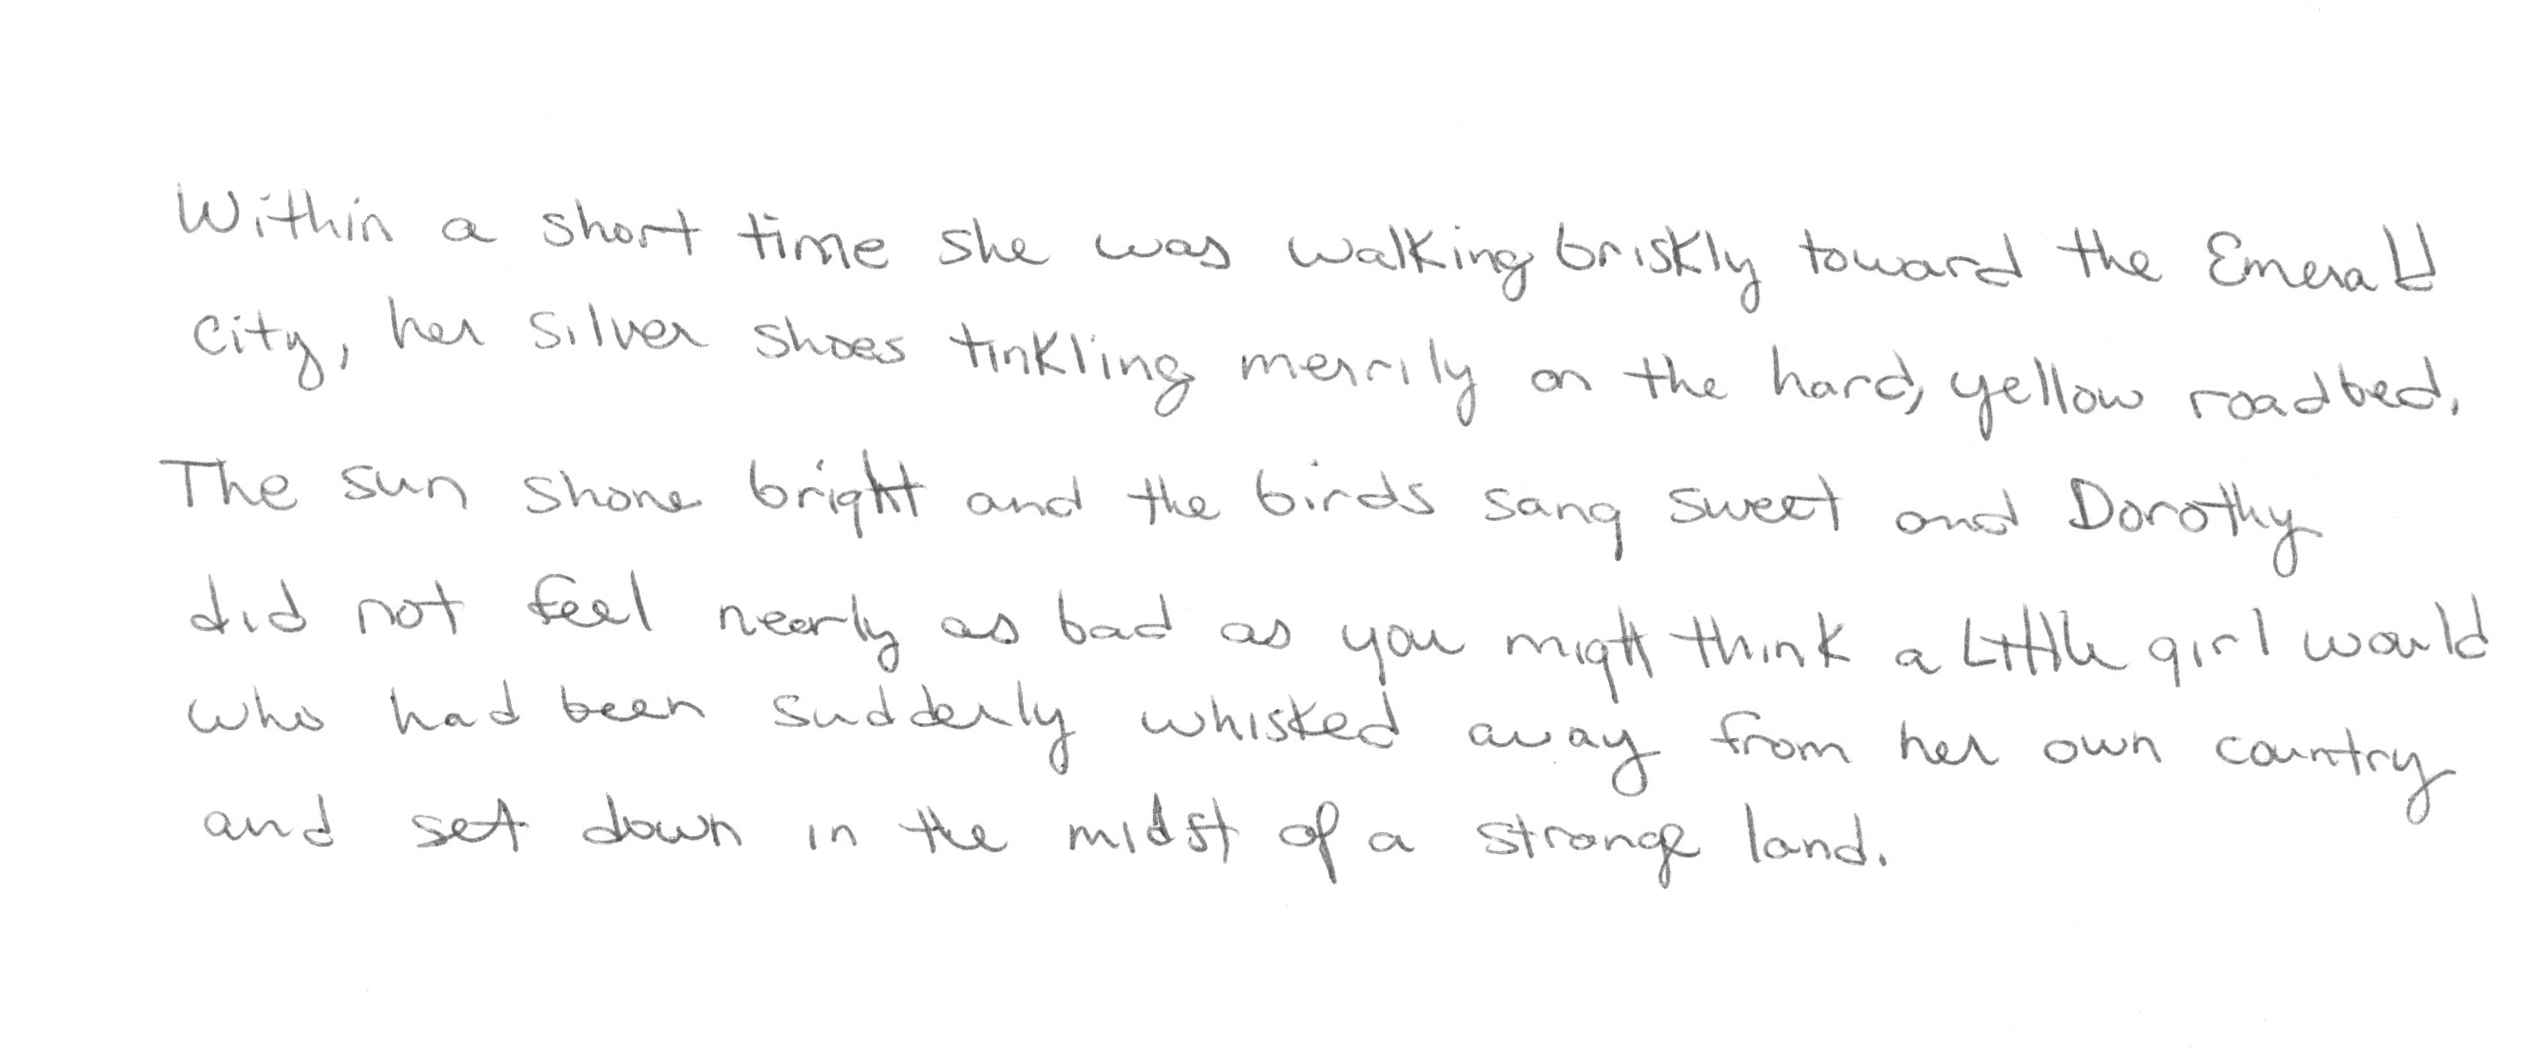 Within a short time she was walking briskly toward the Emerald
City, her silver shoes tinkling merrily on the hard, yellow roadbed.
The sun shone bright and the birds sang sweet and Dorothy
did not feel nearly as bad as you might think a little girl would
who had been suddenly whisked away from her own country
and set down in the midst of a strange land.